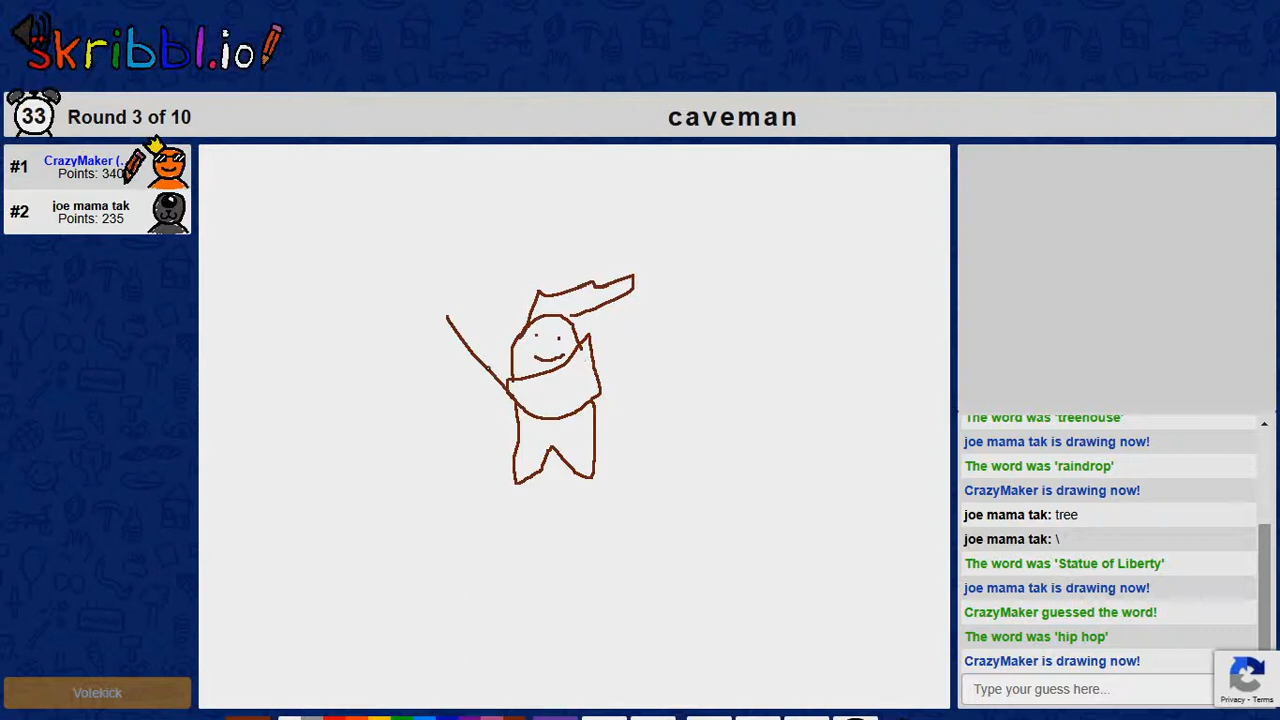 skribbl.io
33
Round 3 of 10
caveman
#1
CrazyMaker (..
Points: 340
#2
joe mama tak
Points: 235
The word was 'treehouse'
joe mama tak is drawing now!
The word was 'raindrop'
CrazyMaker is drawing now!
joe mama tak: tree
joe mama tak: \
The word was 'Statue of Liberty'
joe mama tak is drawing now!
CrazyMaker guessed the word!
The word was 'hip hop'
CrazyMaker is drawing now!
Type your guess here...
Votekick
Privacy - Terms